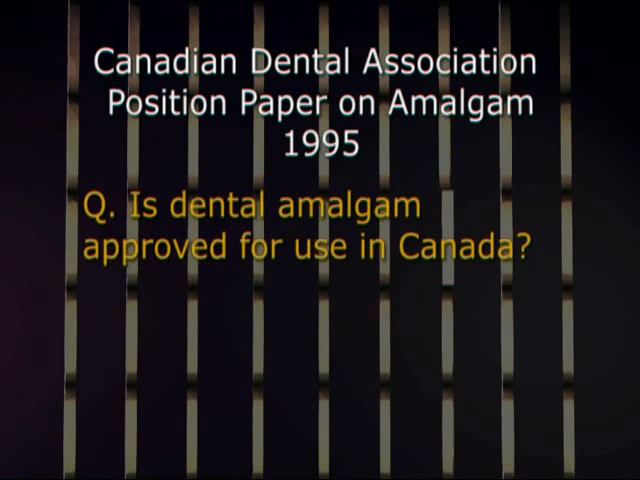 Canadian Dental Association
Position Paper on Amalgam
1995
Q. Is dental amalgam
approved for use in Canada?